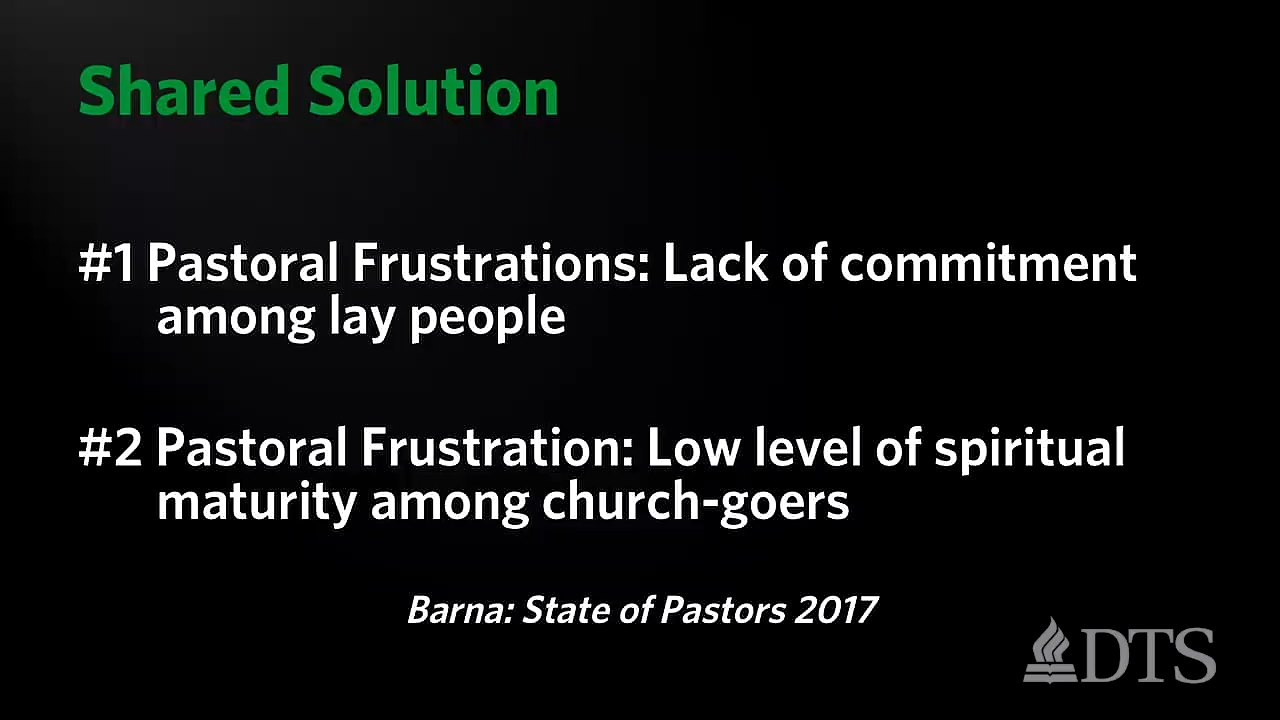 Shared Solution
#1 Pastoral Frustrations: Lack of commitment
among lay people
#2 Pastoral Frustration: Low level of spiritual
maturity among church-goers
Barna: State of Pastors 2017
DTS